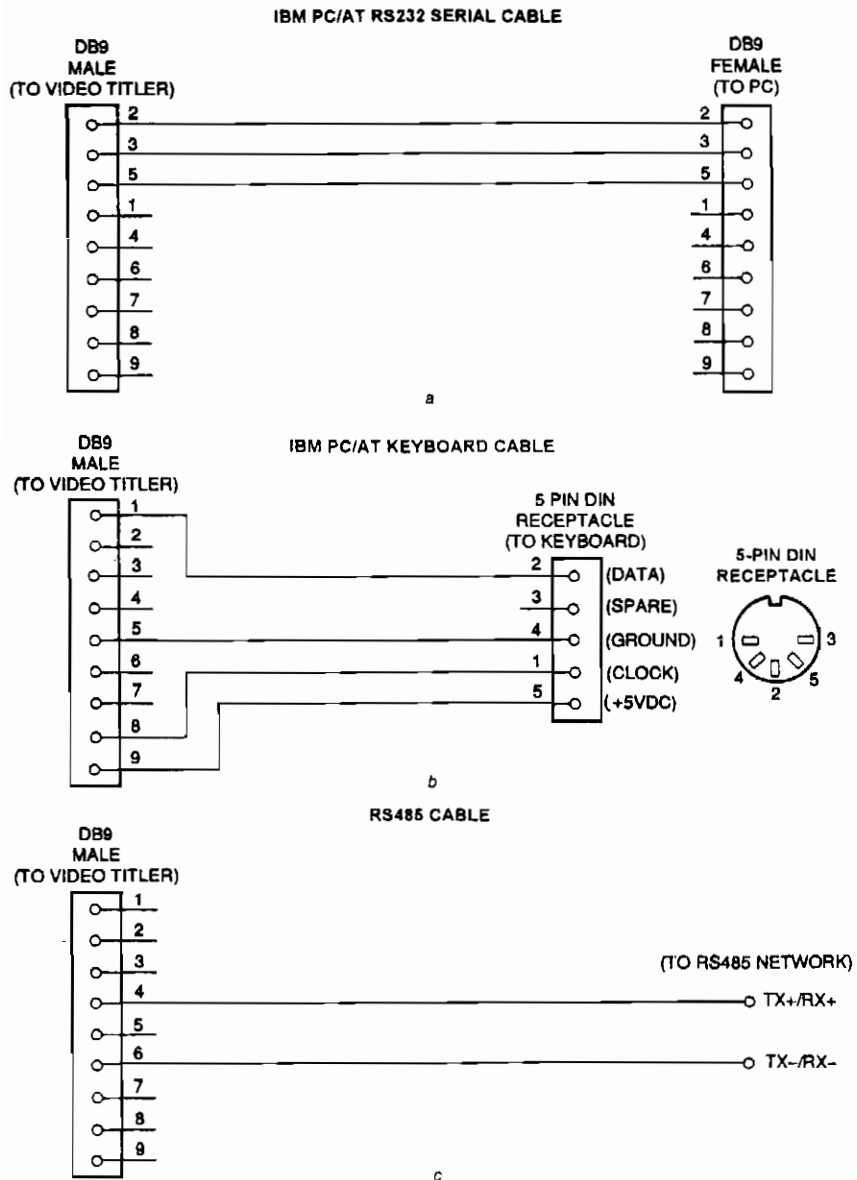 IBM PC/AT RS232 SERIAL CABLE
DB9
MALE
(TO VIDEO TITLER)
DB9
FEMALE
(TO PC)
2
3
5
1
4
6
7
8
9
2
3
5
1
4
6
7
8
9
a
IBM PC/AT KEYBOARD CABLE
DB9
MALE
(TO VIDEO TITLER)
1
2
3
4
5
6
7
8
9
5 PIN DIN
RECEPTACLE
(TO KEYBOARD)
2 (DATA)
3 (SPARE)
4 (GROUND)
1 (CLOCK)
5 (+5VDC)
5-PIN DIN
RECEPTACLE
1
3
4
5
2
b
RS485 CABLE
DB9
MALE
(TO VIDEO TITLER)
1
2
3
4
5
6
7
8
9
(TO RS485 NETWORK)
TX+/RX+
TX–/RX–
c